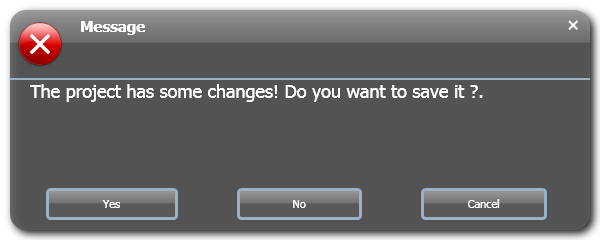 Message
The project has some changes! Do you want to save it ?.
Yes
No
Cancel